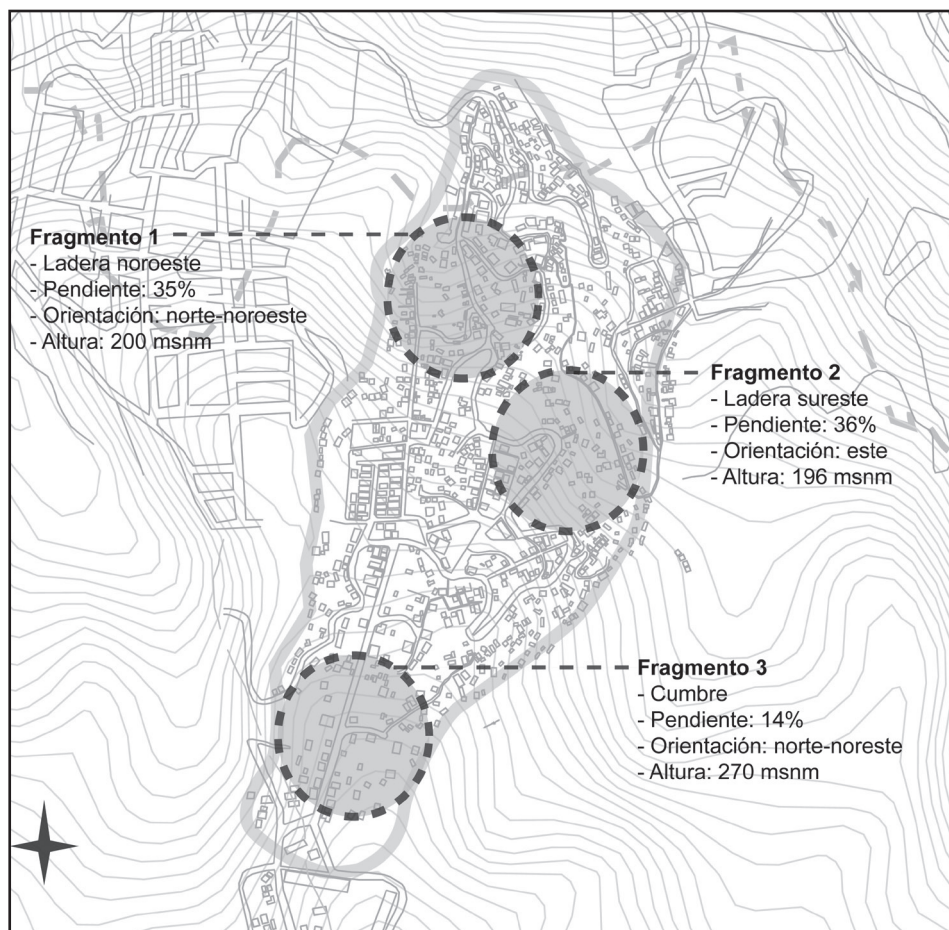 Fragmento 1
- Ladera noroeste
- Pendiente: 35%
- Orientación: norte-noroeste
- Altura: 200 msnm
Fragmento 2
- Ladera sureste
- Pendiente: 36%
- Orientación: este
- Altura: 196 msnm
Fragmento 3
- Cumbre
- Pendiente: 14%
- Orientación: norte-noreste
- Altura: 270 msnm